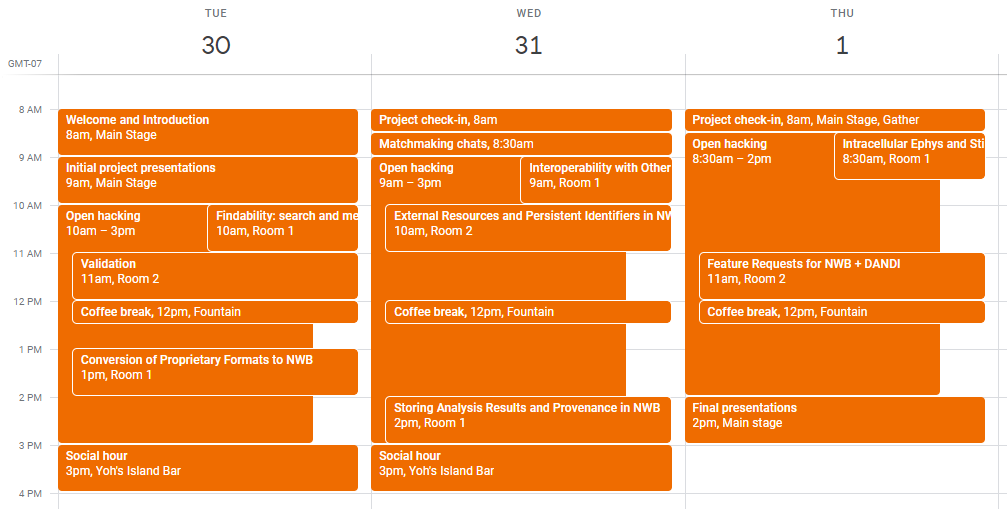 TUE
30
WED
31
THU
1
GMT-07
8 AM
9 AM
10 AM
11 AM
12 PM
1 PM
2 PM
3 PM
4 PM
Welcome and Introduction
8am, Main Stage
Initial project presentations
9am, Main Stage
Open hacking
10am – 3pm
Findability: search and me
10am, Room 1
Validation
11am, Room 2
Coffee break, 12pm, Fountain
Conversion of Proprietary Formats to NWB
1pm, Room 1
Social hour
3pm, Yoh's Island Bar
Project check-in, 8am
Matchmaking chats, 8:30am
Open hacking
9am – 3pm
Interoperability with Other
9am, Room 1
External Resources and Persistent Identifiers in NW
10am, Room 2
Coffee break, 12pm, Fountain
Storing Analysis Results and Provenance in NWB
2pm, Room 1
Social hour
3pm, Yoh's Island Bar
Project check-in, 8am, Main Stage, Gather
Open hacking
8:30am – 2pm
Intracellular Ephys and Sti
8:30am, Room 1
Feature Requests for NWB + DANDI
11am, Room 2
Coffee break, 12pm, Fountain
Final presentations
2pm, Main stage